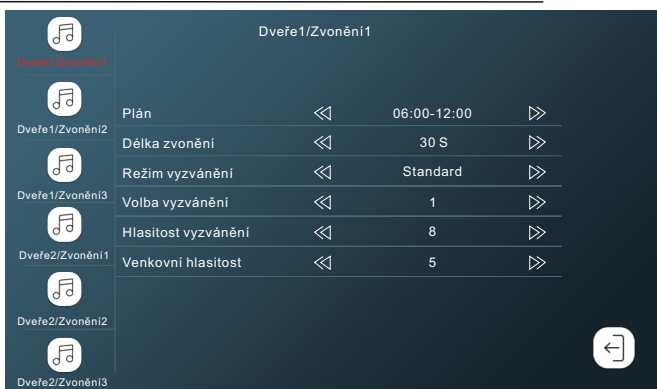 Dveře1/Zvonění1
Dveře1/Zvonění1
Dveře1/Zvonění2
Dveře1/Zvonění3
Dveře2/Zvonění1
Dveře2/Zvonění2
Dveře2/Zvonění3
Plán 06:00-12:00
Délka zvonění 30 S
Režim vyzvánění Standard
Volba vyzvánění 1
Hlasitost vyzvánění 8
Venkovní hlasitost 5